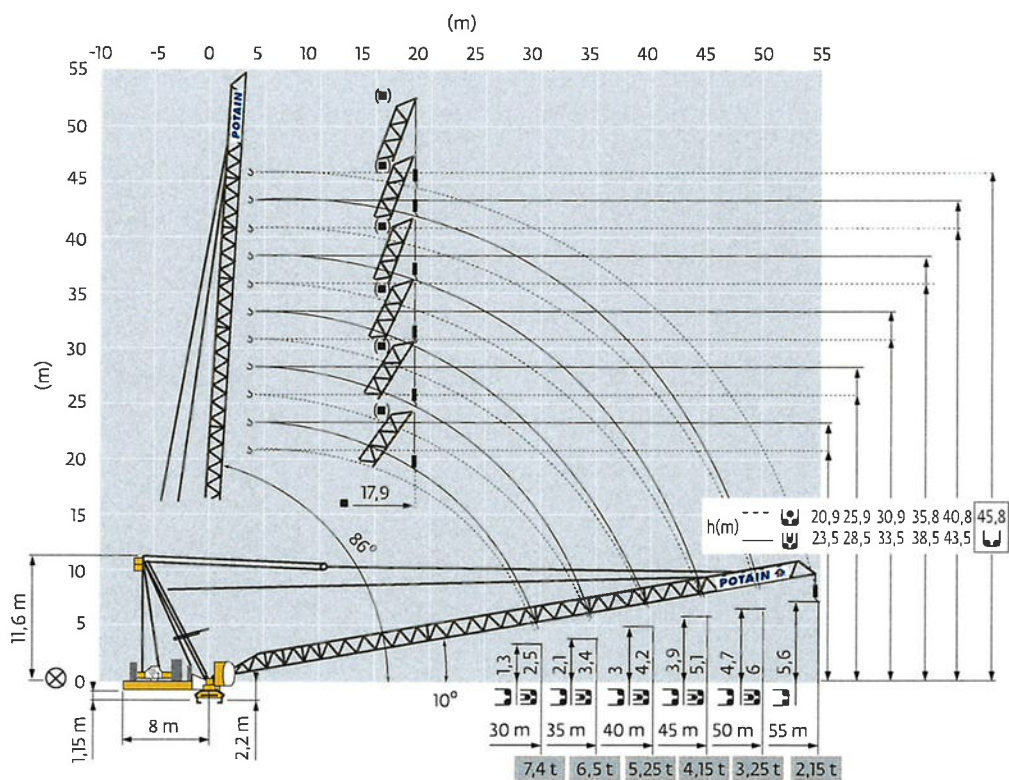 (m)
-10 -5 0 5 10 15 20 25 30 35 40 45 50 55
55
50
45
40
35
30
25
20
15
10
5
0
(m)
POTAIN
(■)
(■)
(■)
(■)
(■)
(■)
■ 17,9
86°
h(m)
20,9 25,9 30,9 35,8 40,8 45,8
23,5 28,5 33,5 38,5 43,5
POTAIN
11,6 m
1,15 m
8 m
2,2 m
10°
1,3 2,5 2,1 3,4 3 4,2 3,9 5,1 4,7 6 5,6
30 m 35 m 40 m 45 m 50 m 55 m
7,4 t 6,5 t 5,25 t 4,15 t 3,25 t 2,15 t